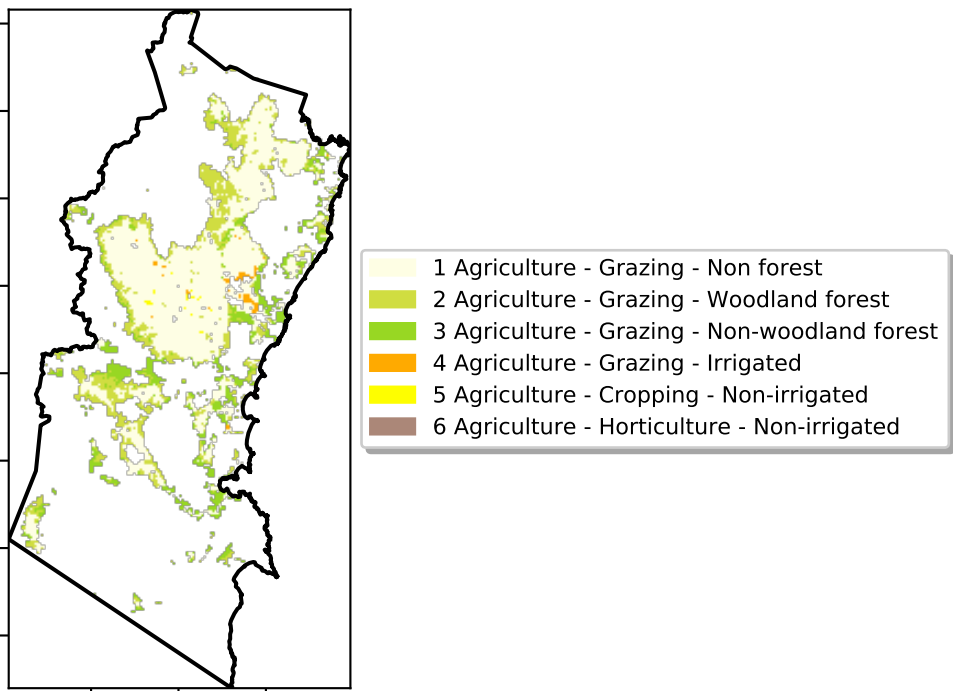 1 Agriculture - Grazing - Non forest
2 Agriculture - Grazing - Woodland forest
3 Agriculture - Grazing - Non-woodland forest
4 Agriculture - Grazing - Irrigated
5 Agriculture - Cropping - Non-irrigated
6 Agriculture - Horticulture - Non-irrigated